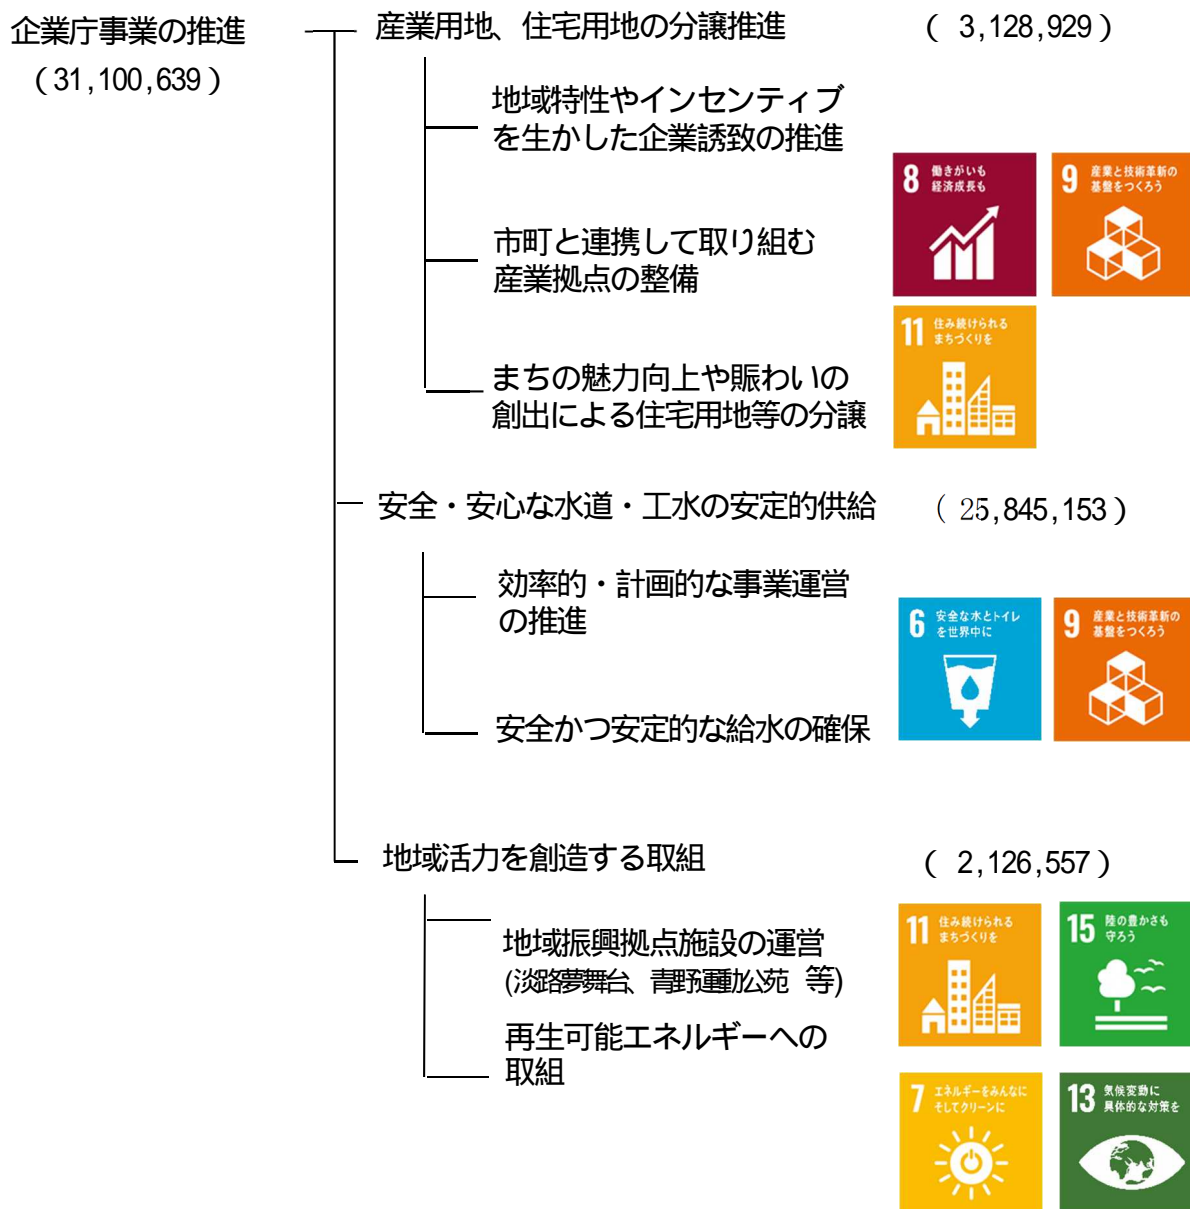 企業庁事業の推進
(31,100,639)
産業用地、住宅用地の分譲推進
( 3,128,929)
地域特性やインセンティブ
を生かした企業誘致の推進
市町と連携して取り組む
産業拠点の整備
まちの魅力向上や賑わいの
創出による住宅用地等の分譲
8 働きがいも
経済成長も
9 産業と技術革新の
基盤をつくろう
11 住み続けられる
まちづくりを
安全・安心な水道・工水の安定的供給
( 25,845,153)
効率的・計画的な事業運営
の推進
安全かつ安定的な給水の確保
6 安全な水とトイレ
を世界中に
9 産業と技術革新の
基盤をつくろう
地域活力を創造する取組
( 2,126,557)
地域振興拠点施設の運営
(淡路夢舞台、青野運動公苑 等)
再生可能エネルギーへの
取組
11 住み続けられる
まちづくりを
15 陸の豊かさも
守ろう
7 エネルギーをみんなに
そしてクリーンに
13 気候変動に
具体的な対策を